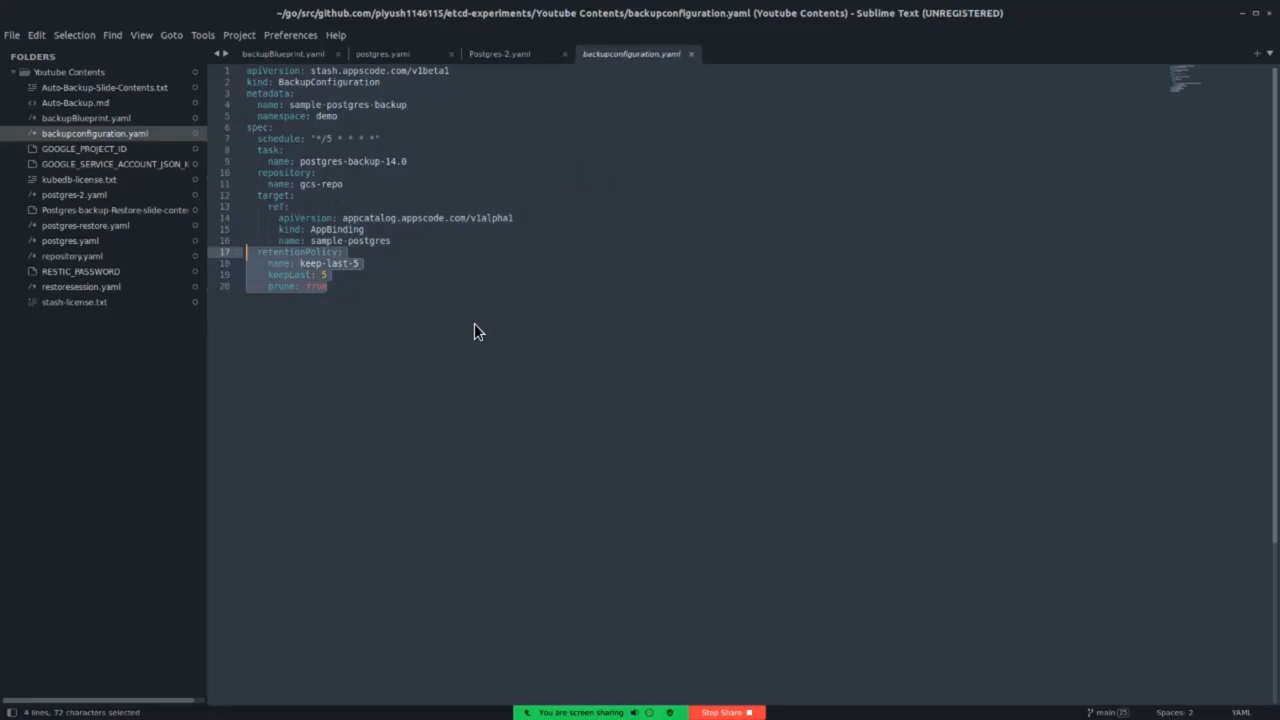 ~/go/src/github.com/piyush1146115/etcd-experiments/Youtube Contents/backupconfiguration.yaml (Youtube Contents) - Sublime Text (UNREGISTERED)
File Edit Selection Find View Goto Tools Project Preferences Help
FOLDERS
Youtube Contents
Auto-Backup-Slide-Contents.txt
Auto-Backup.md
backupBlueprint.yaml
backupconfiguration.yaml
GOOGLE_PROJECT_ID
GOOGLE_SERVICE_ACCOUNT_JSON_K
kubedb-license.txt
postgres-2.yaml
Postgres-backup-Restore-slide-conte
postgres-restore.yaml
postgres.yaml
repository.yaml
RESTIC_PASSWORD
restoresession.yaml
stash-license.txt
backupBlueprint.yaml × postgres.yaml × Postgres-2.yaml × backupconfiguration.yaml ×
1 apiVersion: stash.appscode.com/v1beta1
2 kind: BackupConfiguration
3 metadata:
4 name: sample-postgres-backup
5 namespace: demo
6 spec:
7 schedule: "*/5 * * * *"
8 task:
9 name: postgres-backup-14.0
10 repository:
11 name: gcs-repo
12 target:
13 ref:
14 apiVersion: appcatalog.appscode.com/v1alpha1
15 kind: AppBinding
16 name: sample-postgres
17 retentionPolicy:
18 name: keep-last-5
19 keepLast: 5
20 prune: true
4 lines, 72 characters selected
You are screen sharing
Stop Share
main (25)
Spaces: 2
YAML